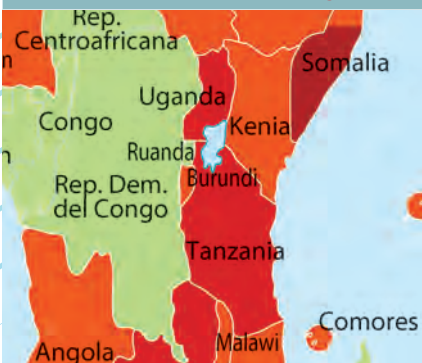 Rep.
Centroafricana
n
Somalia
Uganda
Congo
Kenia
Ruanda
n
Burundi
Rep. Dem.
del Congo
Tanzania
Comores
Malawi
Angola